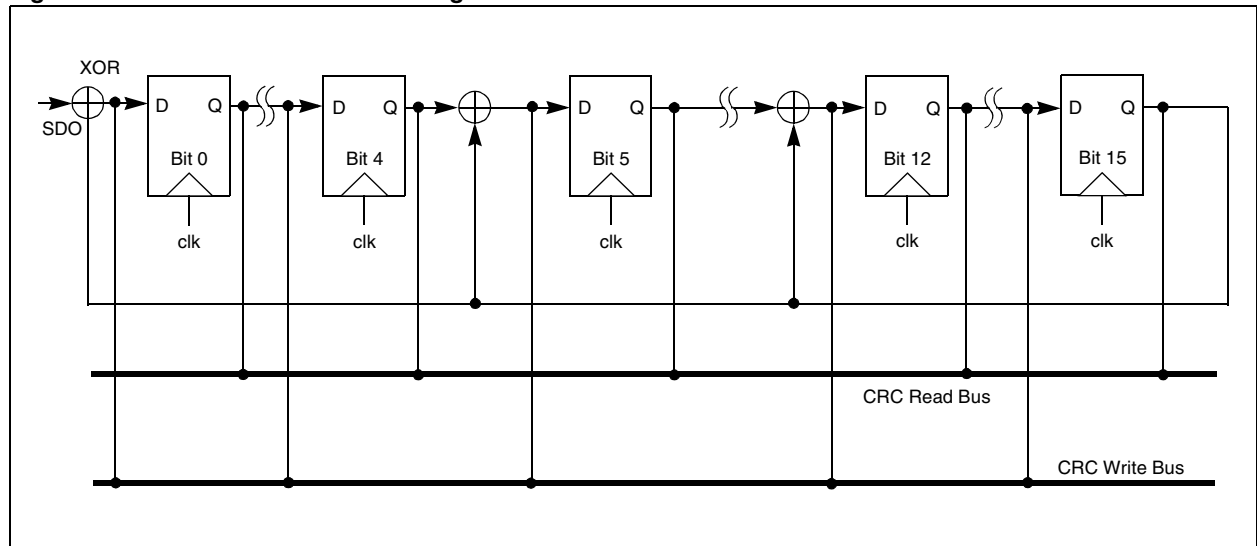 XOR
SDO
D Q
Bit 0
clk
D Q
Bit 4
clk
D Q
Bit 5
clk
D Q
Bit 12
clk
D Q
Bit 15
clk
CRC Read Bus
CRC Write Bus